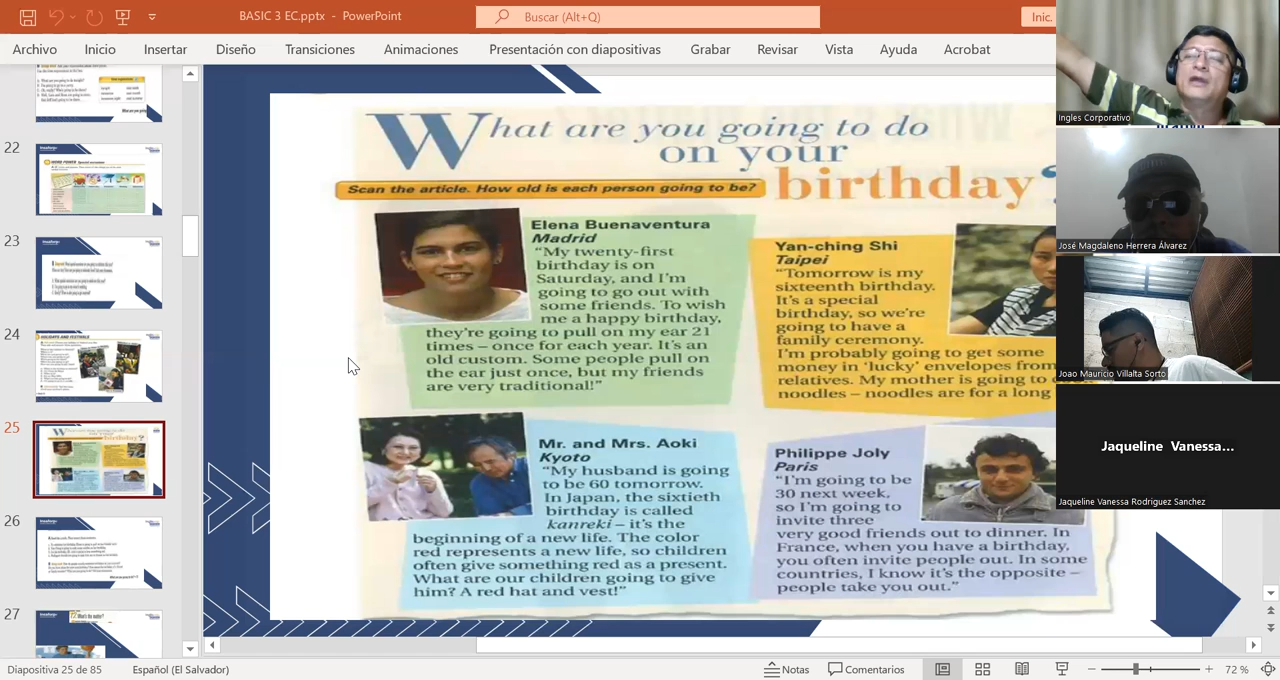 BASIC 3 EC.pptx - PowerPoint
Buscar (Alt+Q)
Inic.
Archivo Inicio Insertar Diseño Transiciones Animaciones Presentación con diapositivas Grabar Revisar Vista Ayuda Acrobat
22
23
24
25
26
27
What are you going to do
on your
birthday?
Scan the article. How old is each person going to be?
Elena Buenaventura
Madrid
"My twenty-first
birthday is on
Saturday, and I'm
going to go out with
some friends. To wish
me a happy birthday,
they're going to pull on my ear 21
times – once for each year. It's an
old custom. Some people pull on
the ear just once, but my friends
are very traditional!"
Yan-ching Shi
Taipei
"Tomorrow is my
sixteenth birthday.
It's a special
birthday, so we're
going to have a
family ceremony.
I'm probably going to get some
money in 'lucky' envelopes from
relatives. My mother is going to
noodles – noodles are for a long
Mr. and Mrs. Aoki
Kyoto
"My husband is going
to be 60 tomorrow.
In Japan, the sixtieth
birthday is called
kanreki – it's the
beginning of a new life. The color
red represents a new life, so children
often give something red as a present.
What are our children going to give
him? A red hat and vest!"
Philippe Joly
Paris
"I'm going to be
30 next week,
so I'm going to
invite three
very good friends out to dinner. In
France, when you have a birthday,
you often invite people out. In some
countries, I know it's the opposite –
people take you out."
Ingles Corporativo
José Magdaleno Herrera Álvarez
Joao Mauricio Villalta Sorto
Jaqueline Vanessa...
Jaqueline Vanessa Rodriguez Sanchez
Diapositiva 25 de 85 Español (El Salvador) Notas Comentarios 72 %